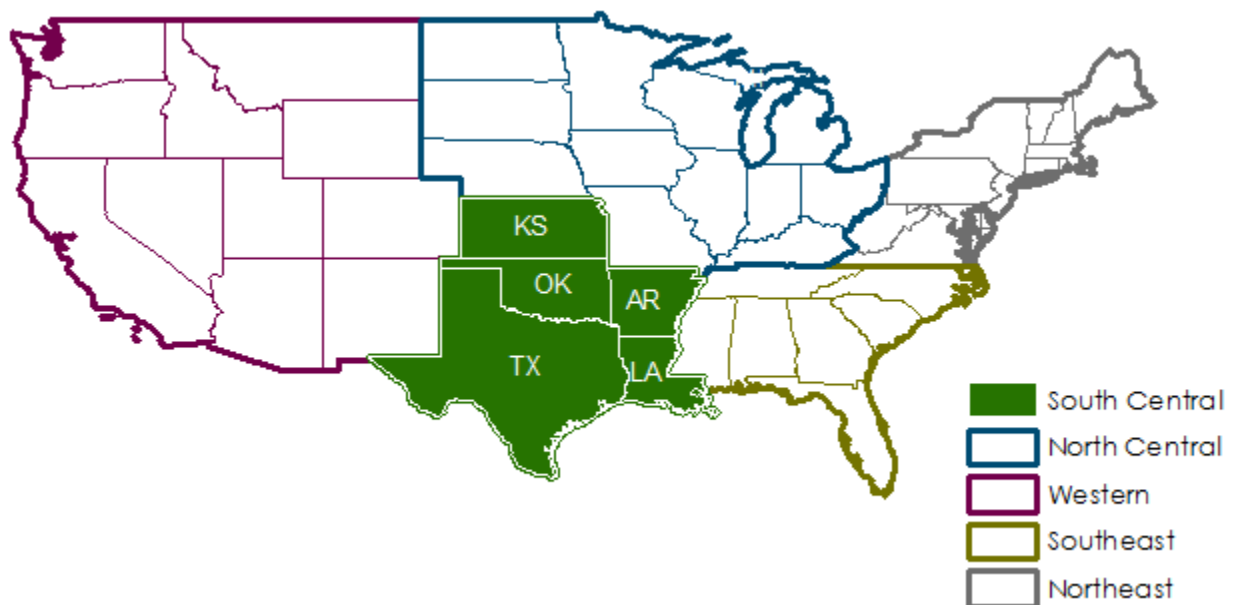 KS
OK
AR
TX
LA
South Central
North Central
Western
Southeast
Northeast